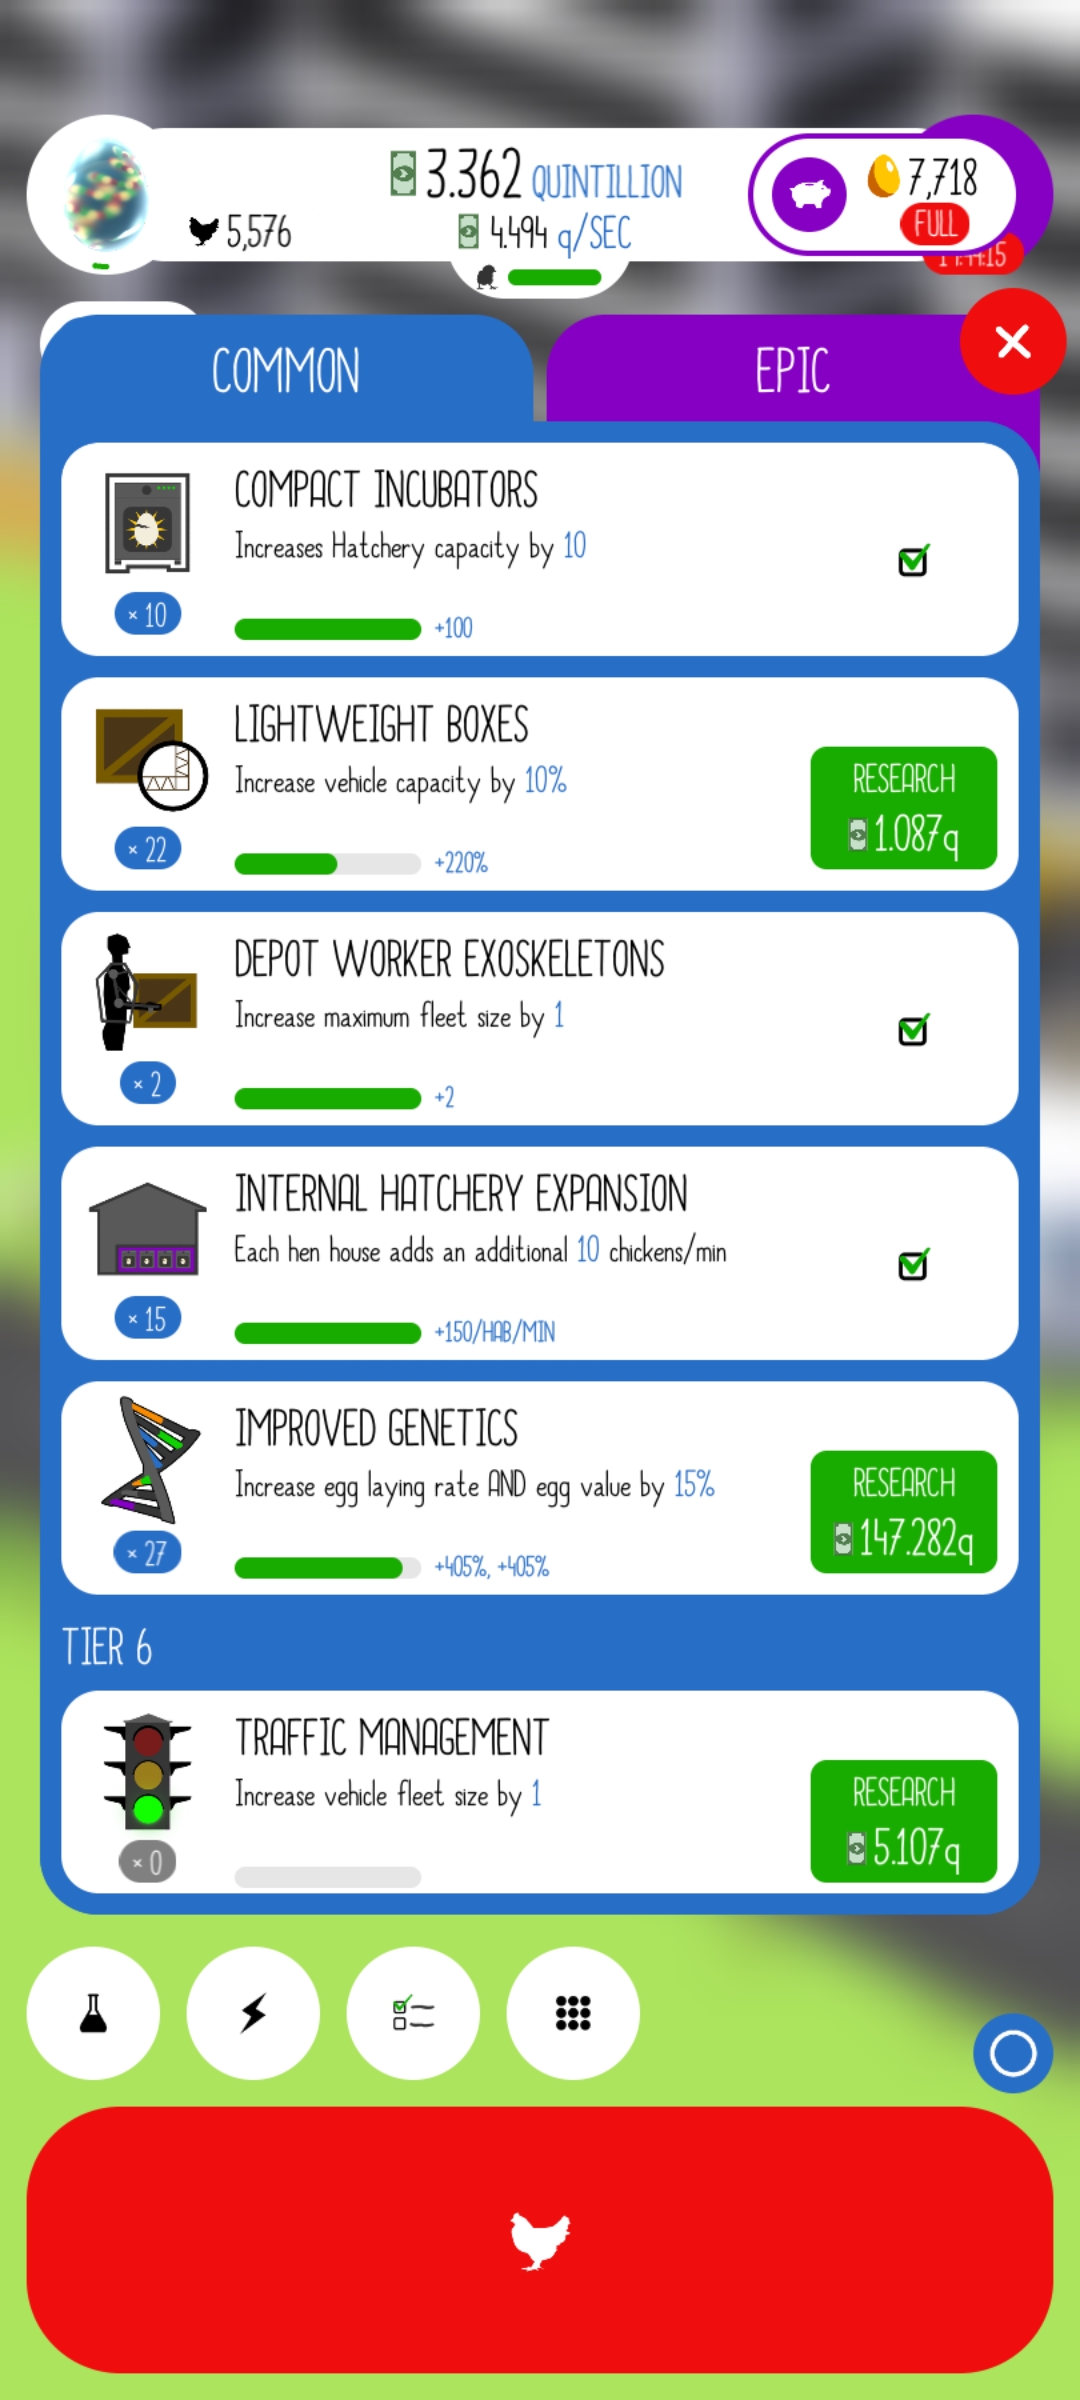 3.362 QUINTILLION
7,718
5,576
4.494 q/SEC
FULL
COMMON
EPIC
COMPACT INCUBATORS
Increases Hatchery capacity by 10
× 10
+100
LIGHTWEIGHT BOXES
Increase vehicle capacity by 10%
RESEARCH
1.087q
× 22
+220%
DEPOT WORKER EXOSKELETONS
Increase maximum fleet size by 1
× 2
+2
INTERNAL HATCHERY EXPANSION
Each hen house adds an additional 10 chickens/min
× 15
+150/HAB/MIN
IMPROVED GENETICS
Increase egg laying rate AND egg value by 15%
RESEARCH
147.282q
× 27
+405%, +405%
TIER 6
TRAFFIC MANAGEMENT
Increase vehicle fleet size by 1
RESEARCH
5.107q
× 0